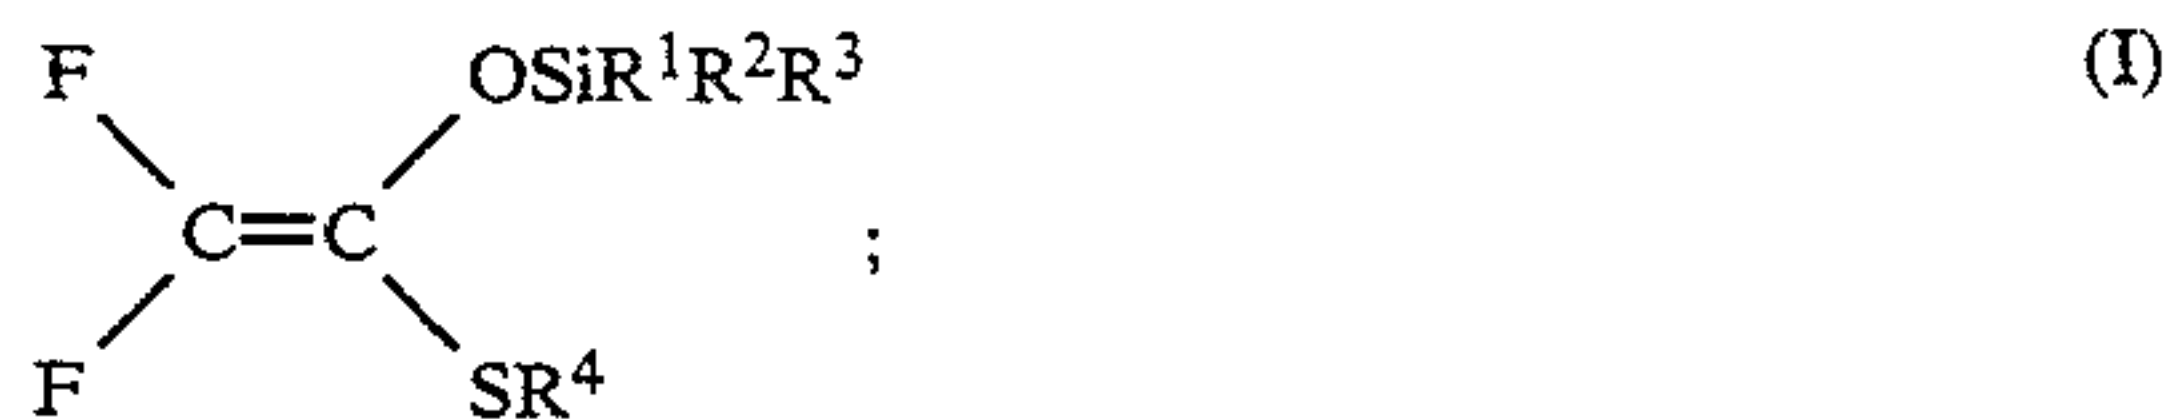 F OSiR¹R²R³ (I)
C=C ;
F SR⁴